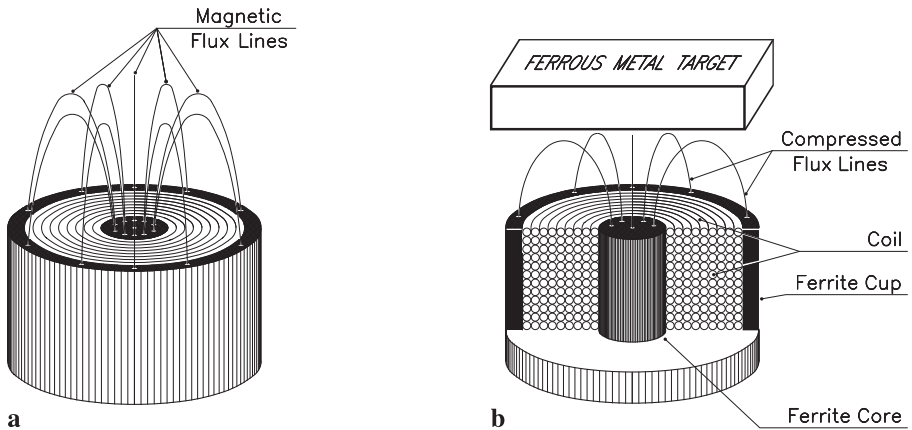 Magnetic
Flux Lines
a
FERROUS METAL TARGET
Compressed
Flux Lines
Coil
Ferrite Cup
Ferrite Core
b